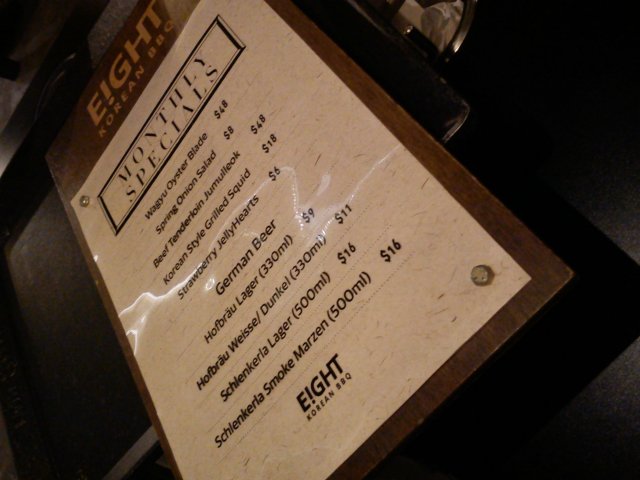 EIGHT
KOREAN BBQ
MONTHLY
SPECIALS
Wagyu Oyster Blade $48
Spring Onion Salad $8
Beef Tenderloin Jumulleok $48
Korean Style Grilled Squid $18
Strawberry JellyHearts $6
German Beer
Hofbräu Lager (330ml) $9
Hofbräu Weisse/ Dunkel (330ml) $11
Schlenkerla Lager (500ml) $16
Schlenkerla Smoke Marzen (500ml) $16
EIGHT
KOREAN BBQ